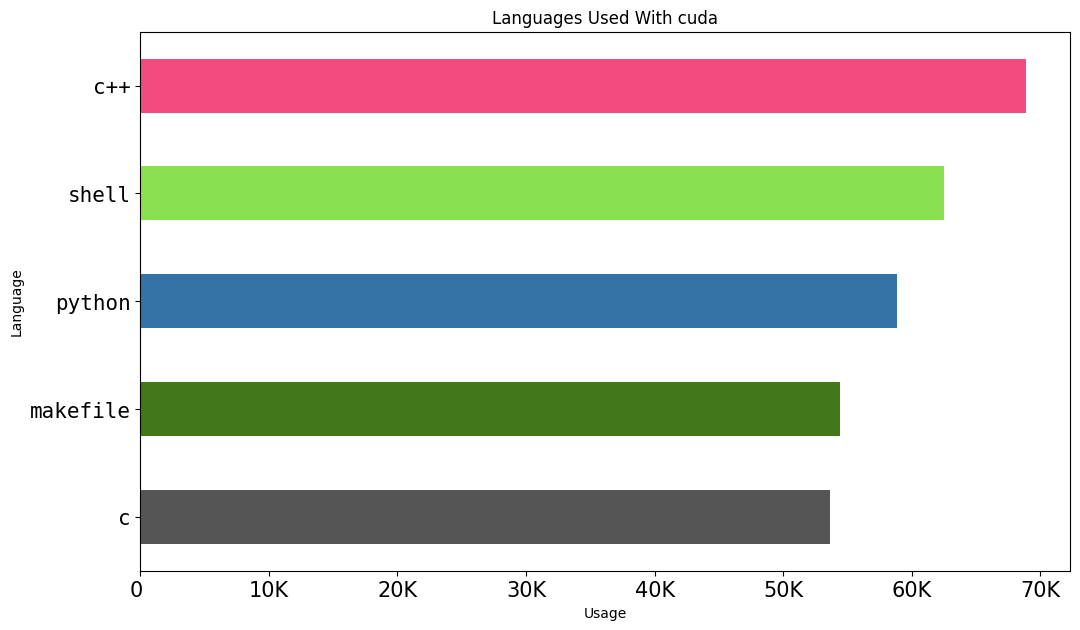 Languages Used With cuda
c++
shell
python
makefile
c
Language
0 10K 20K 30K 40K 50K 60K 70K
Usage